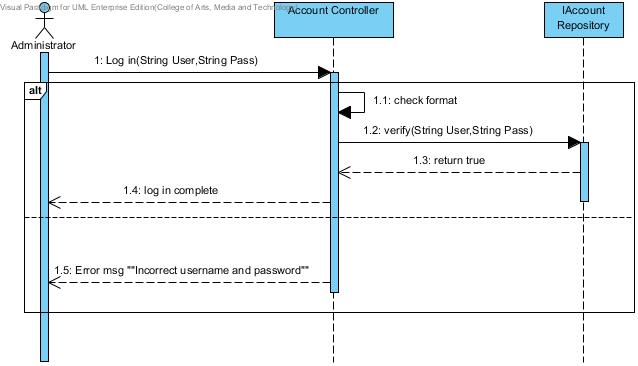 Visual Paradigm for UML Enterprise Edition(College of Arts, Media and Technology)
Account Controller
IAccount
Repository
Administrator
1: Log in(String User,String Pass)
alt
1.1: check format
1.2: verify(String User,String Pass)
1.3: return true
1.4: log in complete
1.5: Error msg ""Incorrect username and password""